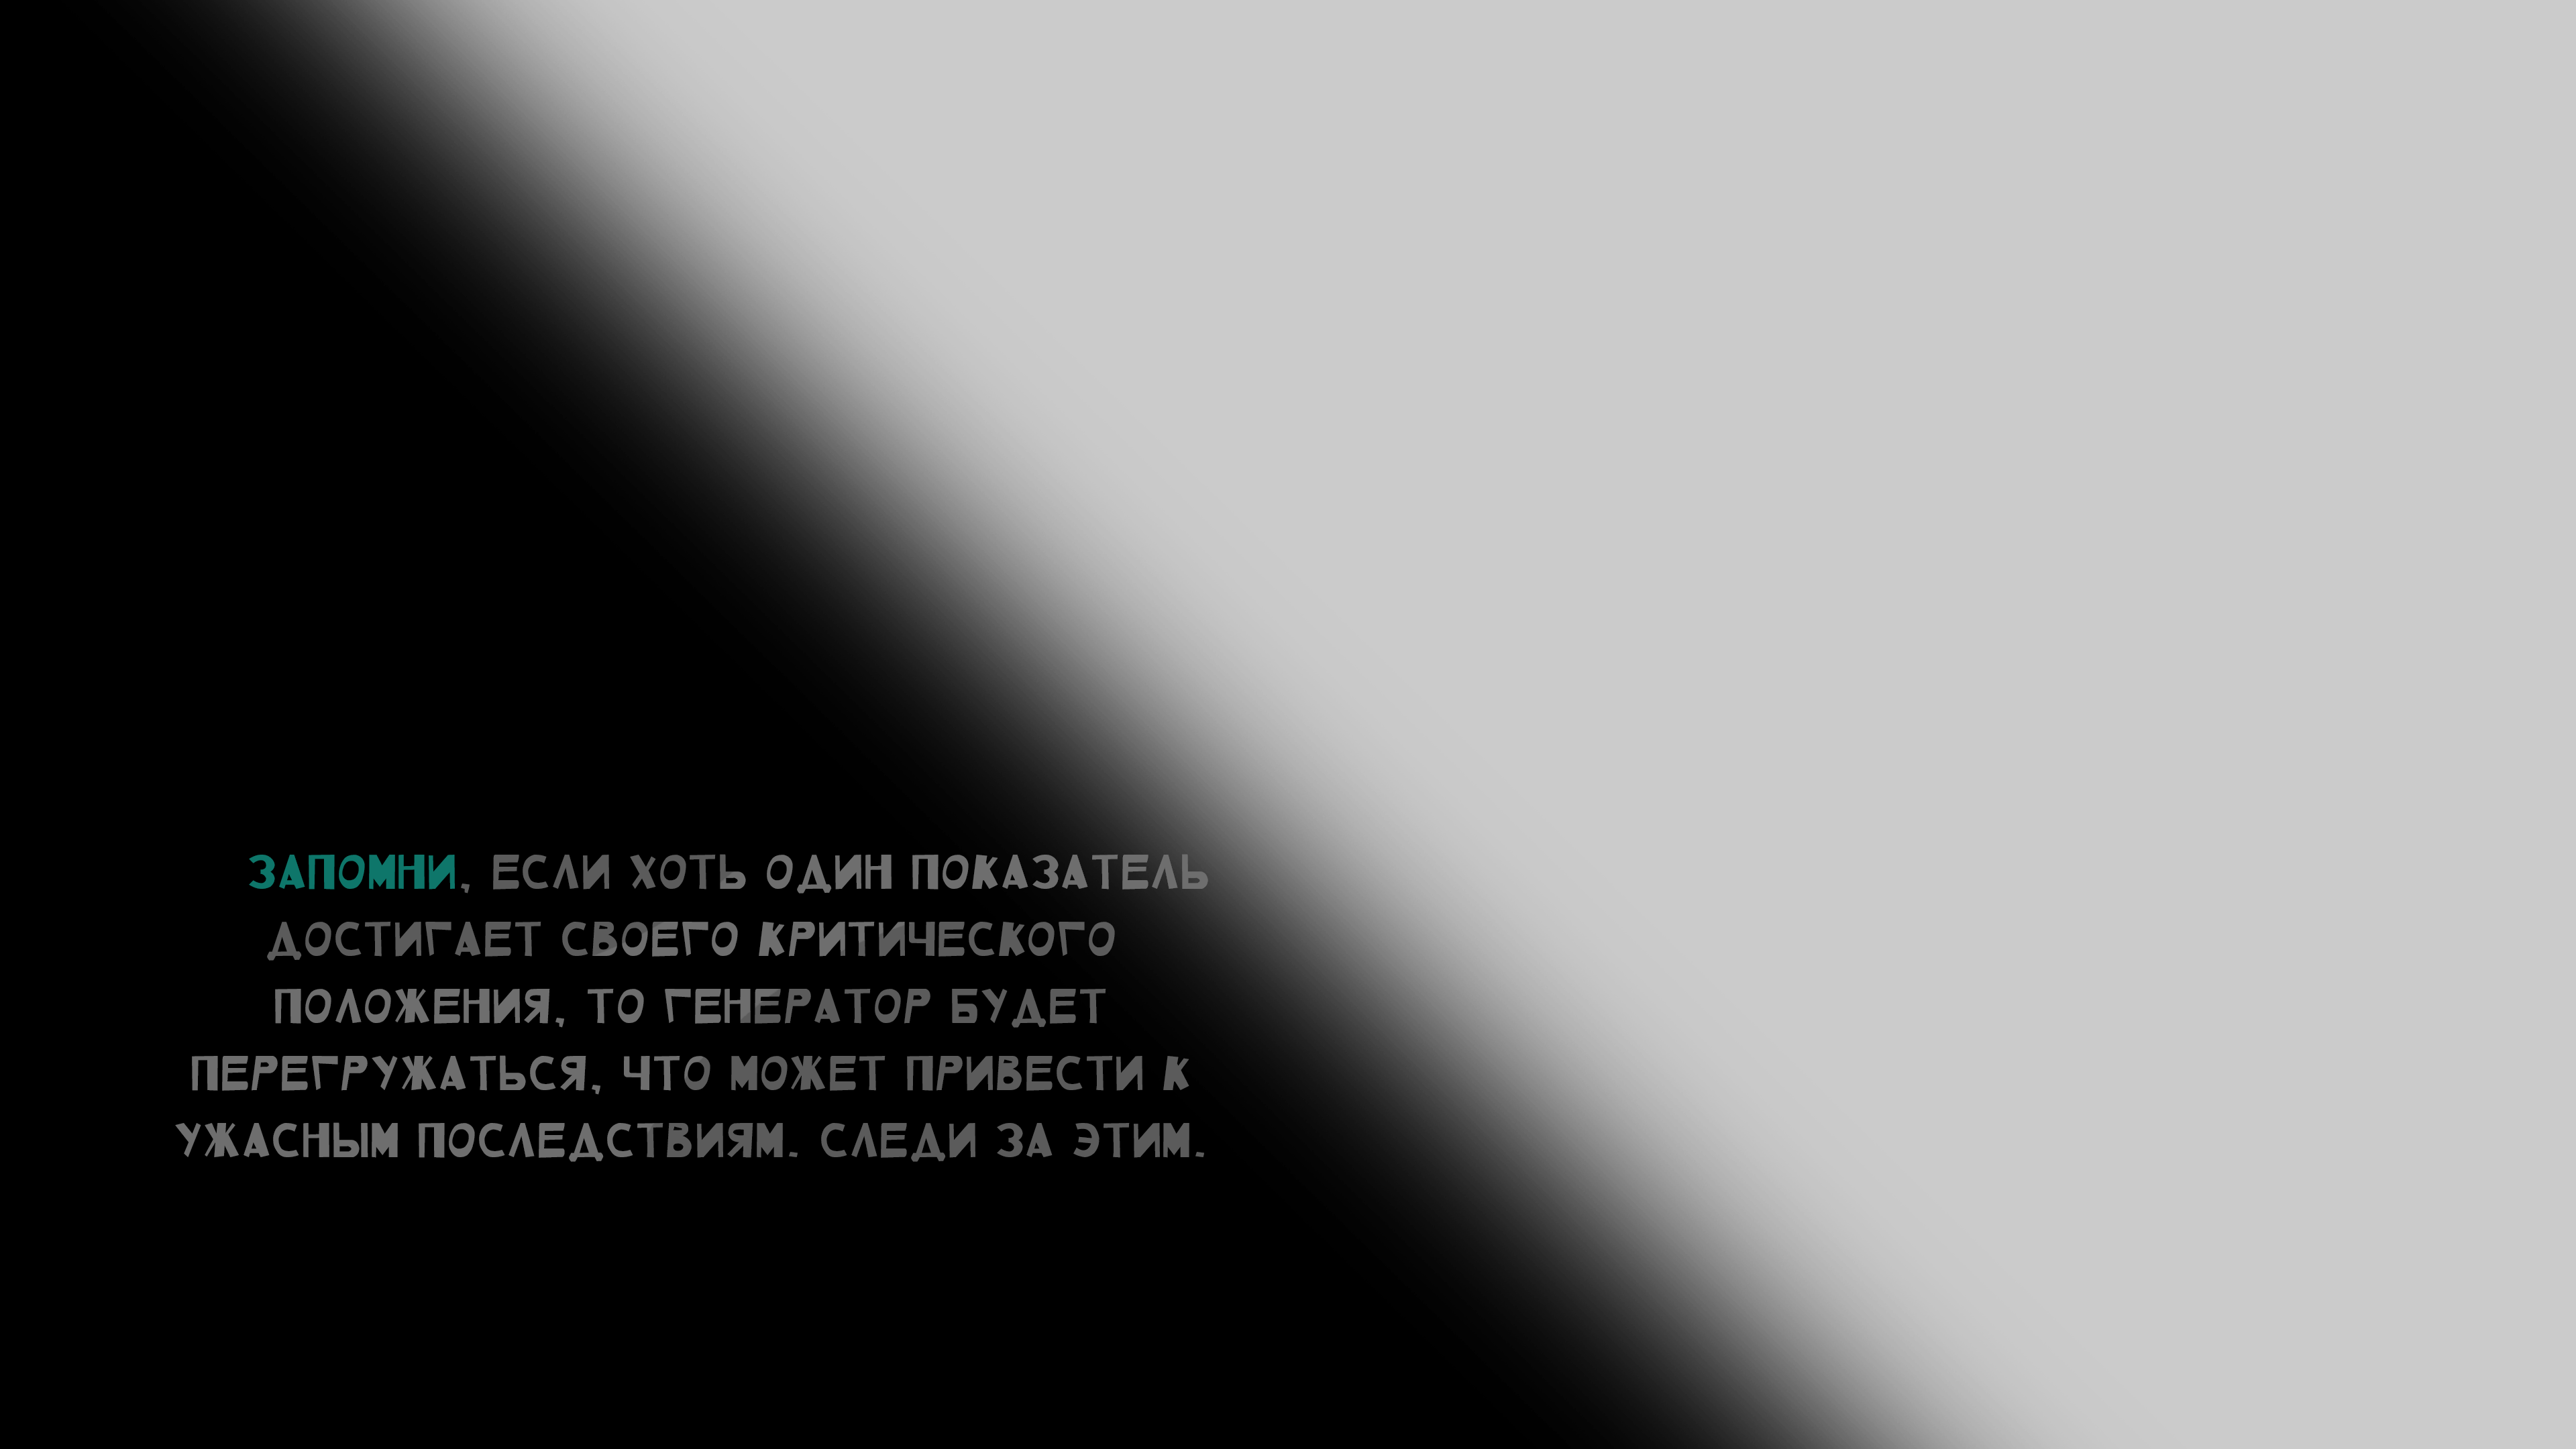 ЗАПОМНИ, ЕСЛИ ХОТЬ ОДИН ПОКАЗАТЕЛЬ
ДОСТИГАЕТ СВОЕГО КРИТИЧЕСКОГО
ПОЛОЖЕНИЯ, ТО ГЕНЕРАТОР БУДЕТ
ПЕРЕГРУЖАТЬСЯ, ЧТО МОЖЕТ ПРИВЕСТИ К
УЖАСНЫМ ПОСЛЕДСТВИЯМ. СЛЕДИ ЗА ЭТИМ.